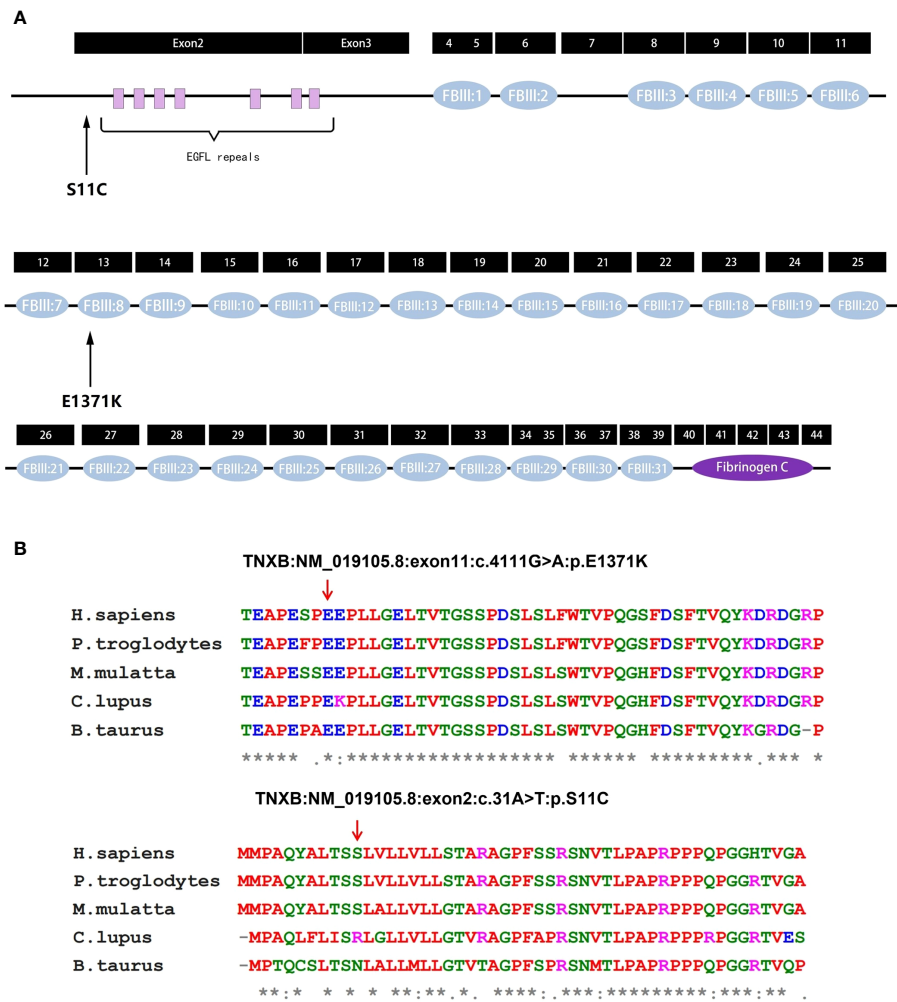 A
Exon2 Exon3 4 5 6 7 8 9 10 11
FBIII:1 FBIII:2 FBIII:3 FBIII:4 FBIII:5 FBIII:6
EGFL repeals
S11C
12 13 14 15 16 17 18 19 20 21 22 23 24 25
FBIII:7 FBIII:8 FBIII:9 FBIII:10 FBIII:11 FBIII:12 FBIII:13 FBIII:14 FBIII:15 FBIII:16 FBIII:17 FBIII:18 FBIII:19 FBIII:20
E1371K
26 27 28 29 30 31 32 33 34 35 36 37 38 39 40 41 42 43 44
FBIII:21 FBIII:22 FBIII:23 FBIII:24 FBIII:25 FBIII:26 FBIII:27 FBIII:28 FBIII:29 FBIII:30 FBIII:31 Fibrinogen C
B
TNXB:NM_019105.8:exon11:c.4111G>A:p.E1371K
H.sapiens TEAPESPEEPLLGELTVTGSSPDSLSLFWTVPQGSFDSFTVQYKDRDGRP
P.troglodytes TEAPEFPEEPLLGELTVTGSSPDSLSLFWTVPQGSFDSFTVQYKDRDGRP
M.mulatta TEAPESSEEPLLGELTVTGSSPDSLSLSWTVPQGHFDSFTVQYKDRDGRP
C.lupus TEAPEPPEKPLLGELTVTGSSPDSLSLSWTVPQGHFDSFTVQYKDRDGRP
B.taurus TEAPEPAEEPLLGELTVTGSSPDSLSLSWTVPQGHFDSFTVQYKGRDG-P
***** .*:****************** ****** *********.*** *
TNXB:NM_019105.8:exon2:c.31A>T:p.S11C
H.sapiens MMPAQYALTSSLVLLVLLSTARAGPFSSRSNVTLPAPRPPPQPGGHTVGA
P.troglodytes MMPAQYALTSSLVLLVLLSTARAGPFSSRSNVTLPAPRPPPQPGGRTVGA
M.mulatta MMPAQYALTSSLALLVLLGTARAGPFSSRSNVTLPAPRPPPQPGGRTVGA
C.lupus -MPAQLFLISRLGLLVLLGTVRAGPFAPRSNVTLPAPRPPPRPGGRTVES
B.taurus -MPTQCSLTSNLALLMLLGTVTAGPFSPRSNMTLPAPRPPPQPGGRTVQP
**:* * * * **:**.*. ****:.***:*********:***:** .